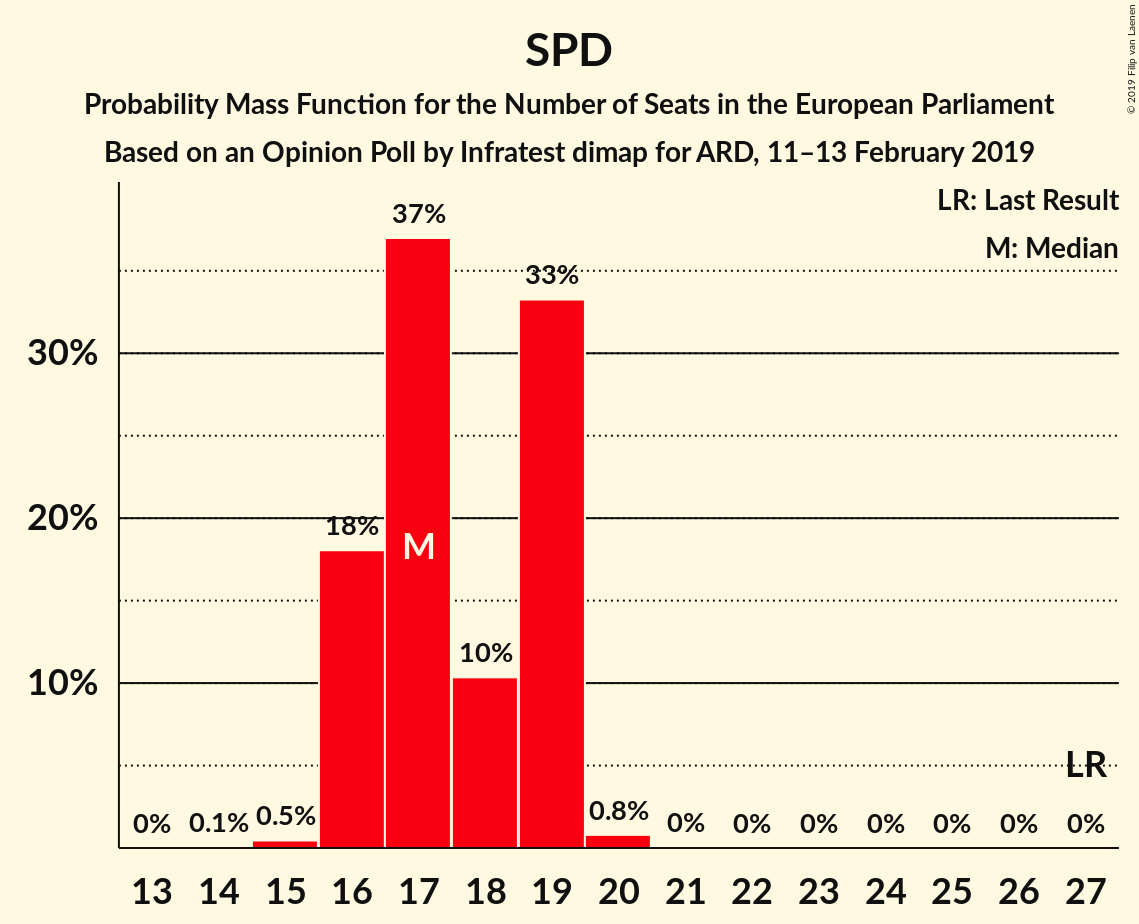 SPD
Probability Mass Function for the Number of Seats in the European Parliament
Based on an Opinion Poll by Infratest dimap for ARD, 11–13 February 2019
© 2019 Filip van Laenen
LR: Last Result
M: Median
37%
33%
30%
20%
18%
M
10%
10%
LR
0% 0.1% 0.5% 0.8% 0% 0% 0% 0% 0% 0% 0%
13 14 15 16 17 18 19 20 21 22 23 24 25 26 27